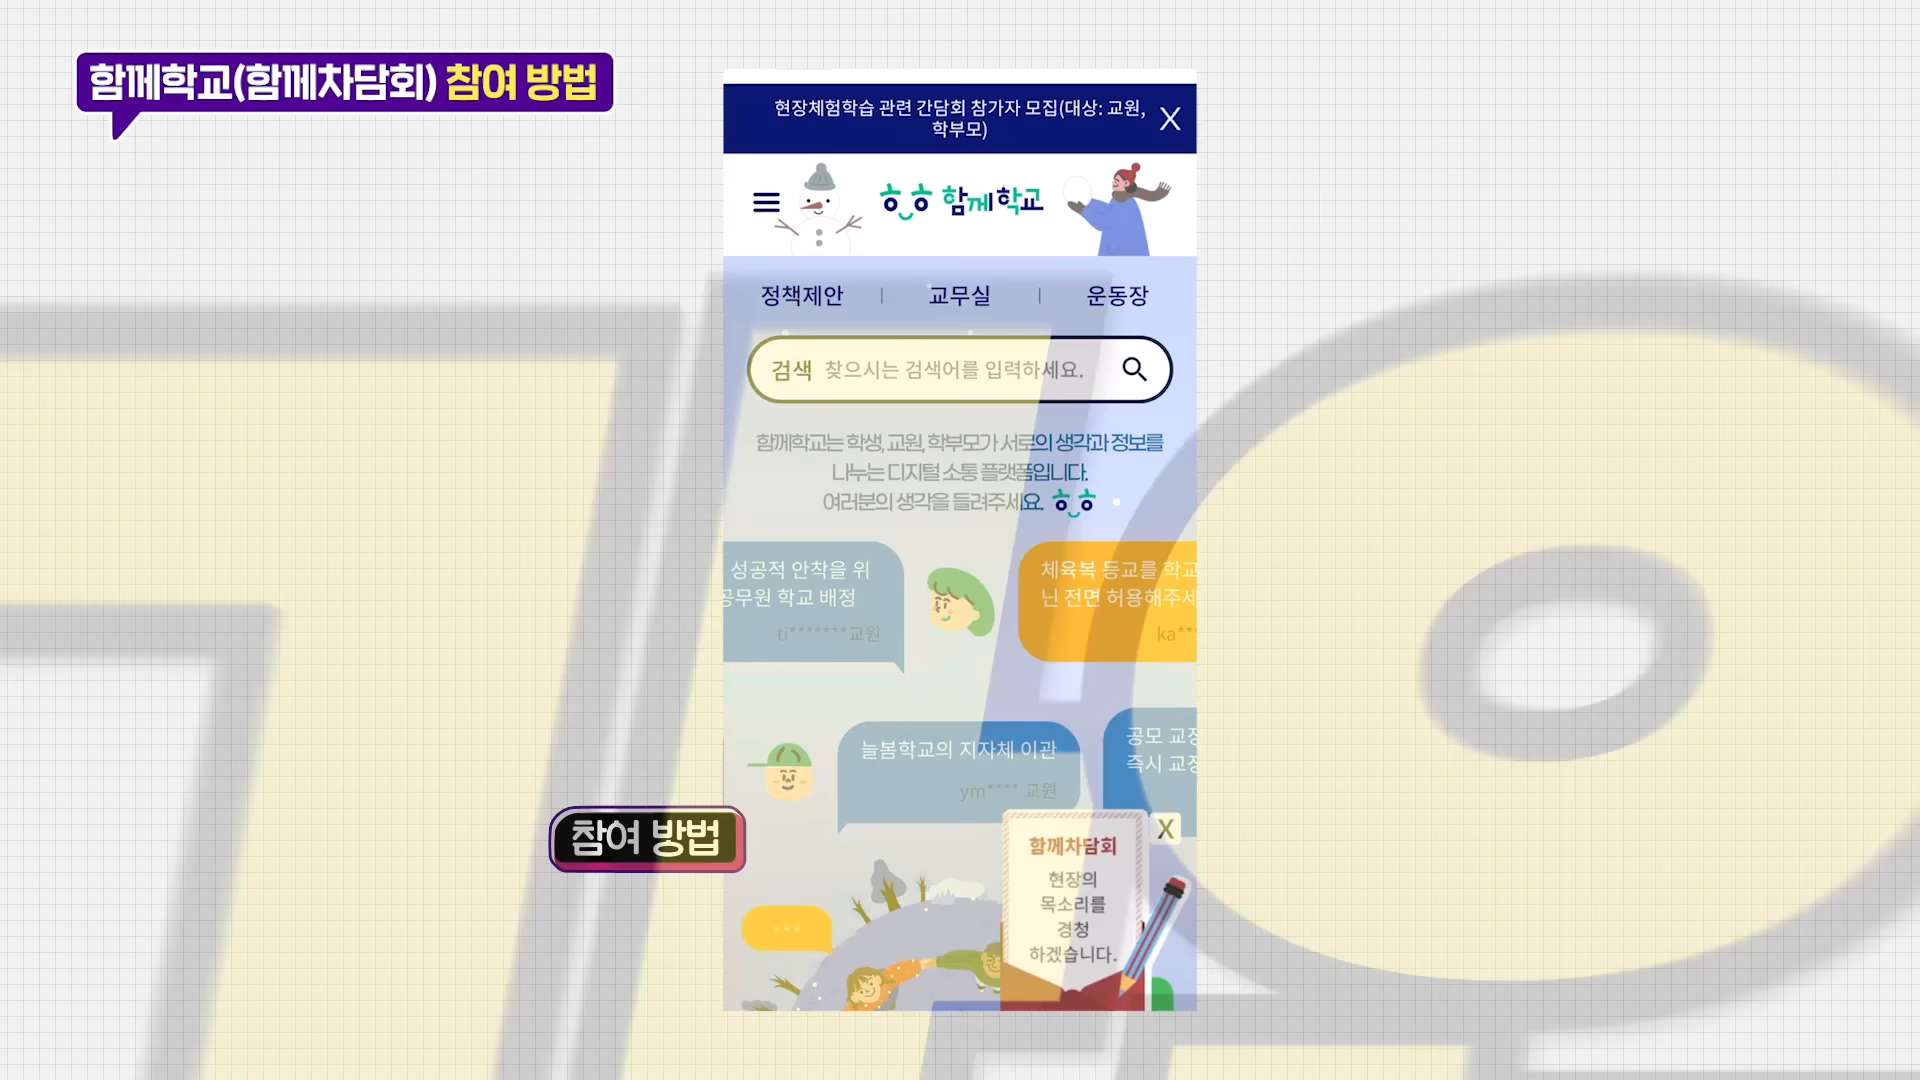 함께학교(함께차담회) 참여 방법
현장체험학습 관련 간담회 참가자 모집(대상: 교원,
학부모)
X
함께학교
정책제안 | 교무실 | 운동장
검색 찾으시는 검색어를 입력하세요.
함께학교는 학생, 교원, 학부모가 서로의 생각과 정보를
나누는 디지털 소통 플랫폼입니다.
여러분의 생각을 들려주세요.
성공적 안착을 위
공무원 학교 배정
ti*******교원
체육복 등교를 학교
닌 전면 허용해주세
ka***
늘봄학교의 지자체 이관
ym**** 교원
공모 교장
즉시 교장
참여 방법
X
함께차담회
현장의
목소리를
경청
하겠습니다.